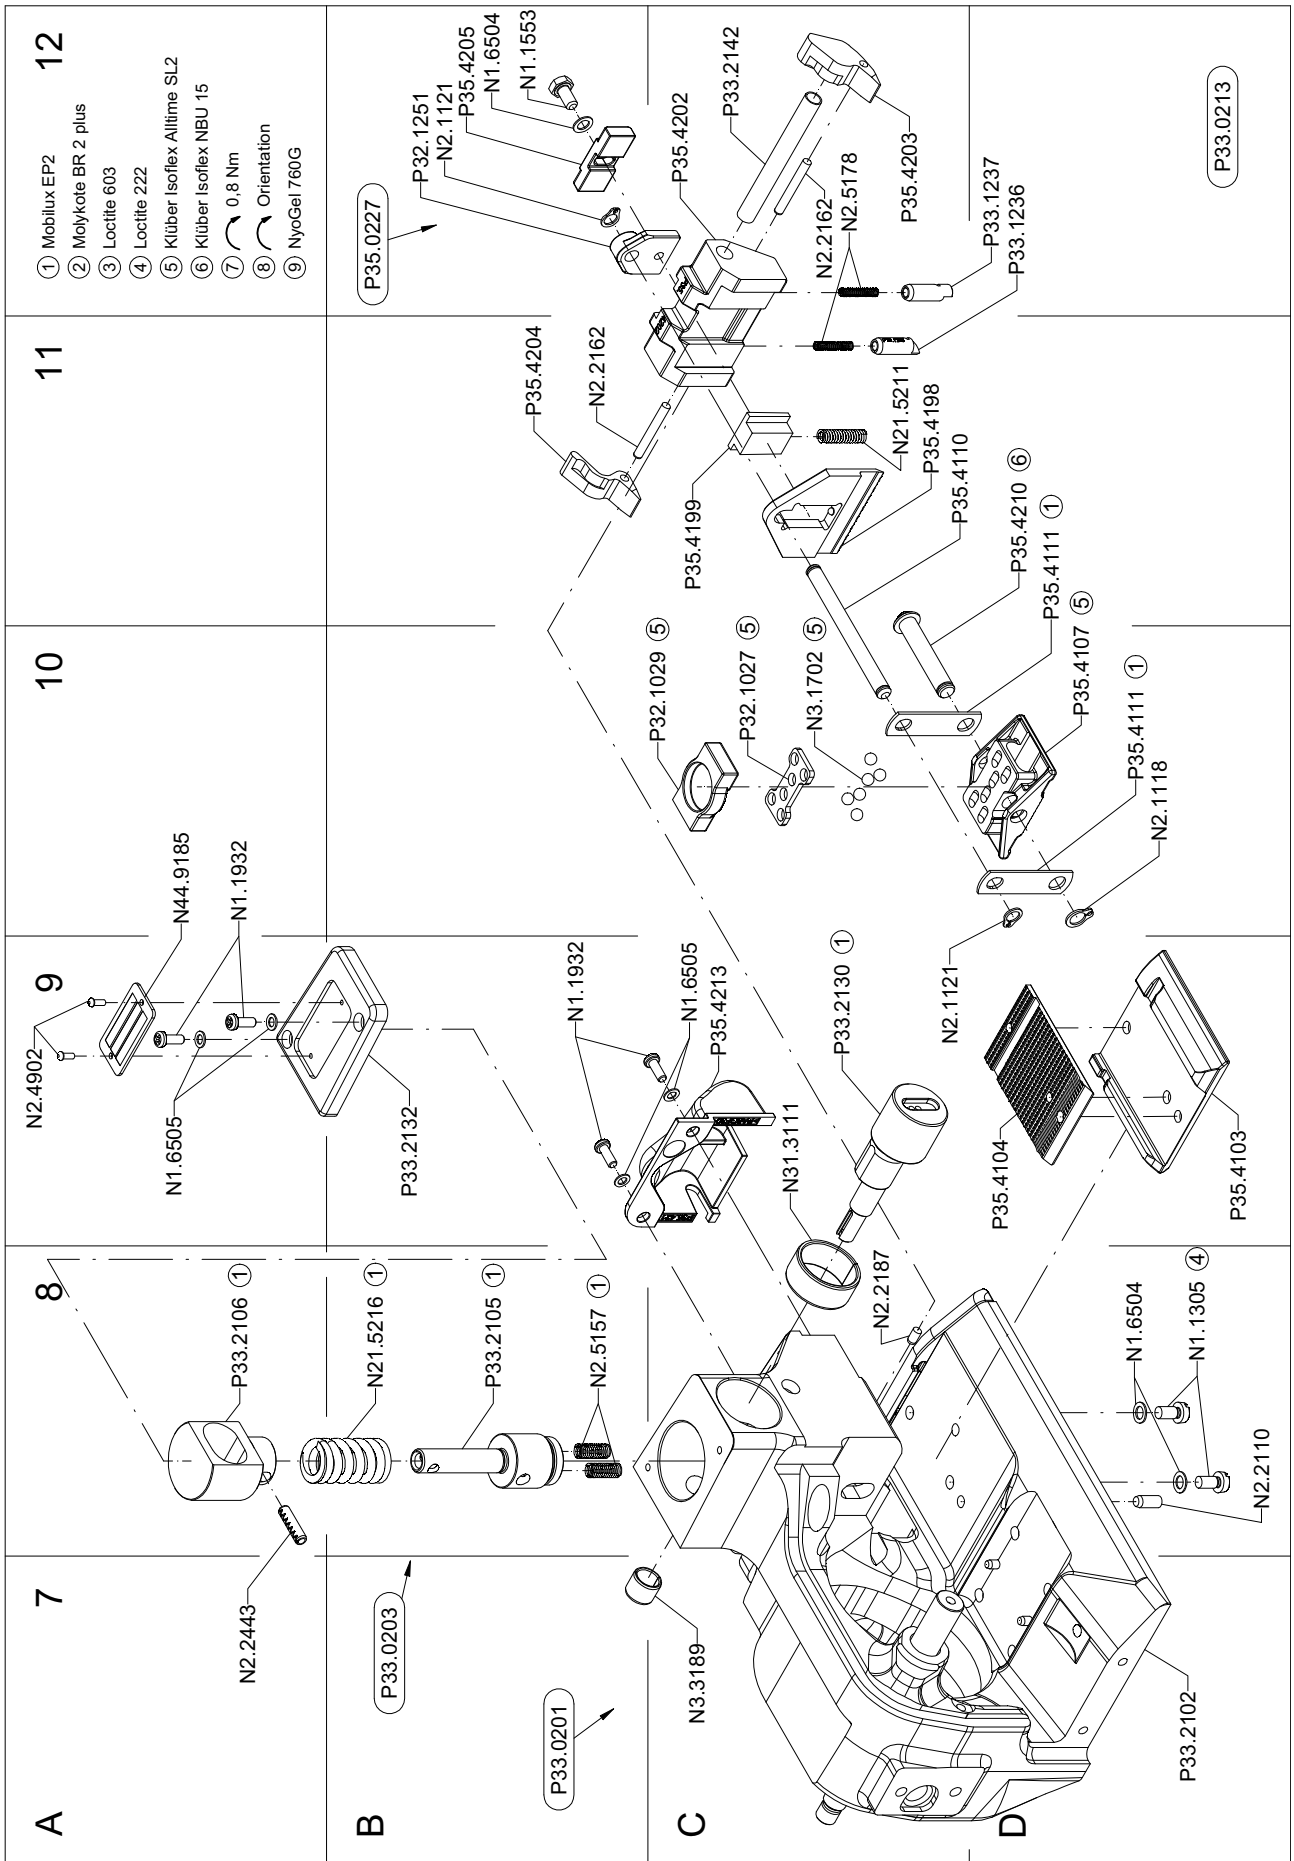 7
8
9
10
11
12
A
B
C
D
① Mobilux EP2
② Molykote BR 2 plus
③ Loctite 603
④ Loctite 222
⑤ Klüber Isoflex Alltime SL2
⑥ Klüber Isoflex NBU 15
⑦ 0,8 Nm
⑧ Orientation
⑨ NyoGel 760G
N2.2443
P33.2106 ①
N21.5216 ①
P33.2105 ①
N2.5157 ①
P33.0203
P33.0201
N3.3189
N2.4902
N44.9185
N1.1932
N1.6505
P33.2132
N1.1932
N1.6505
P35.4213
P33.2130 ①
N31.3111
N2.2187
P35.4104
P35.4103
N1.6504
N1.1305 ④
N2.2110
P33.2102
P32.1029 ⑤
P32.1027 ⑤
N3.1702 ⑤
N2.1121
N2.1118
P35.4111 ①
P35.4107 ⑤
P35.4111 ①
P35.4210 ⑥
P35.4110
P35.4198
N21.5211
P35.4199
P35.4204
N2.2162
P35.0227
P32.1251
N2.1121
P35.4205
N1.6504
N1.1553
P35.4202
P33.2142
P35.4203
N2.2162
N2.5178
P33.1237
P33.1236
P33.0213